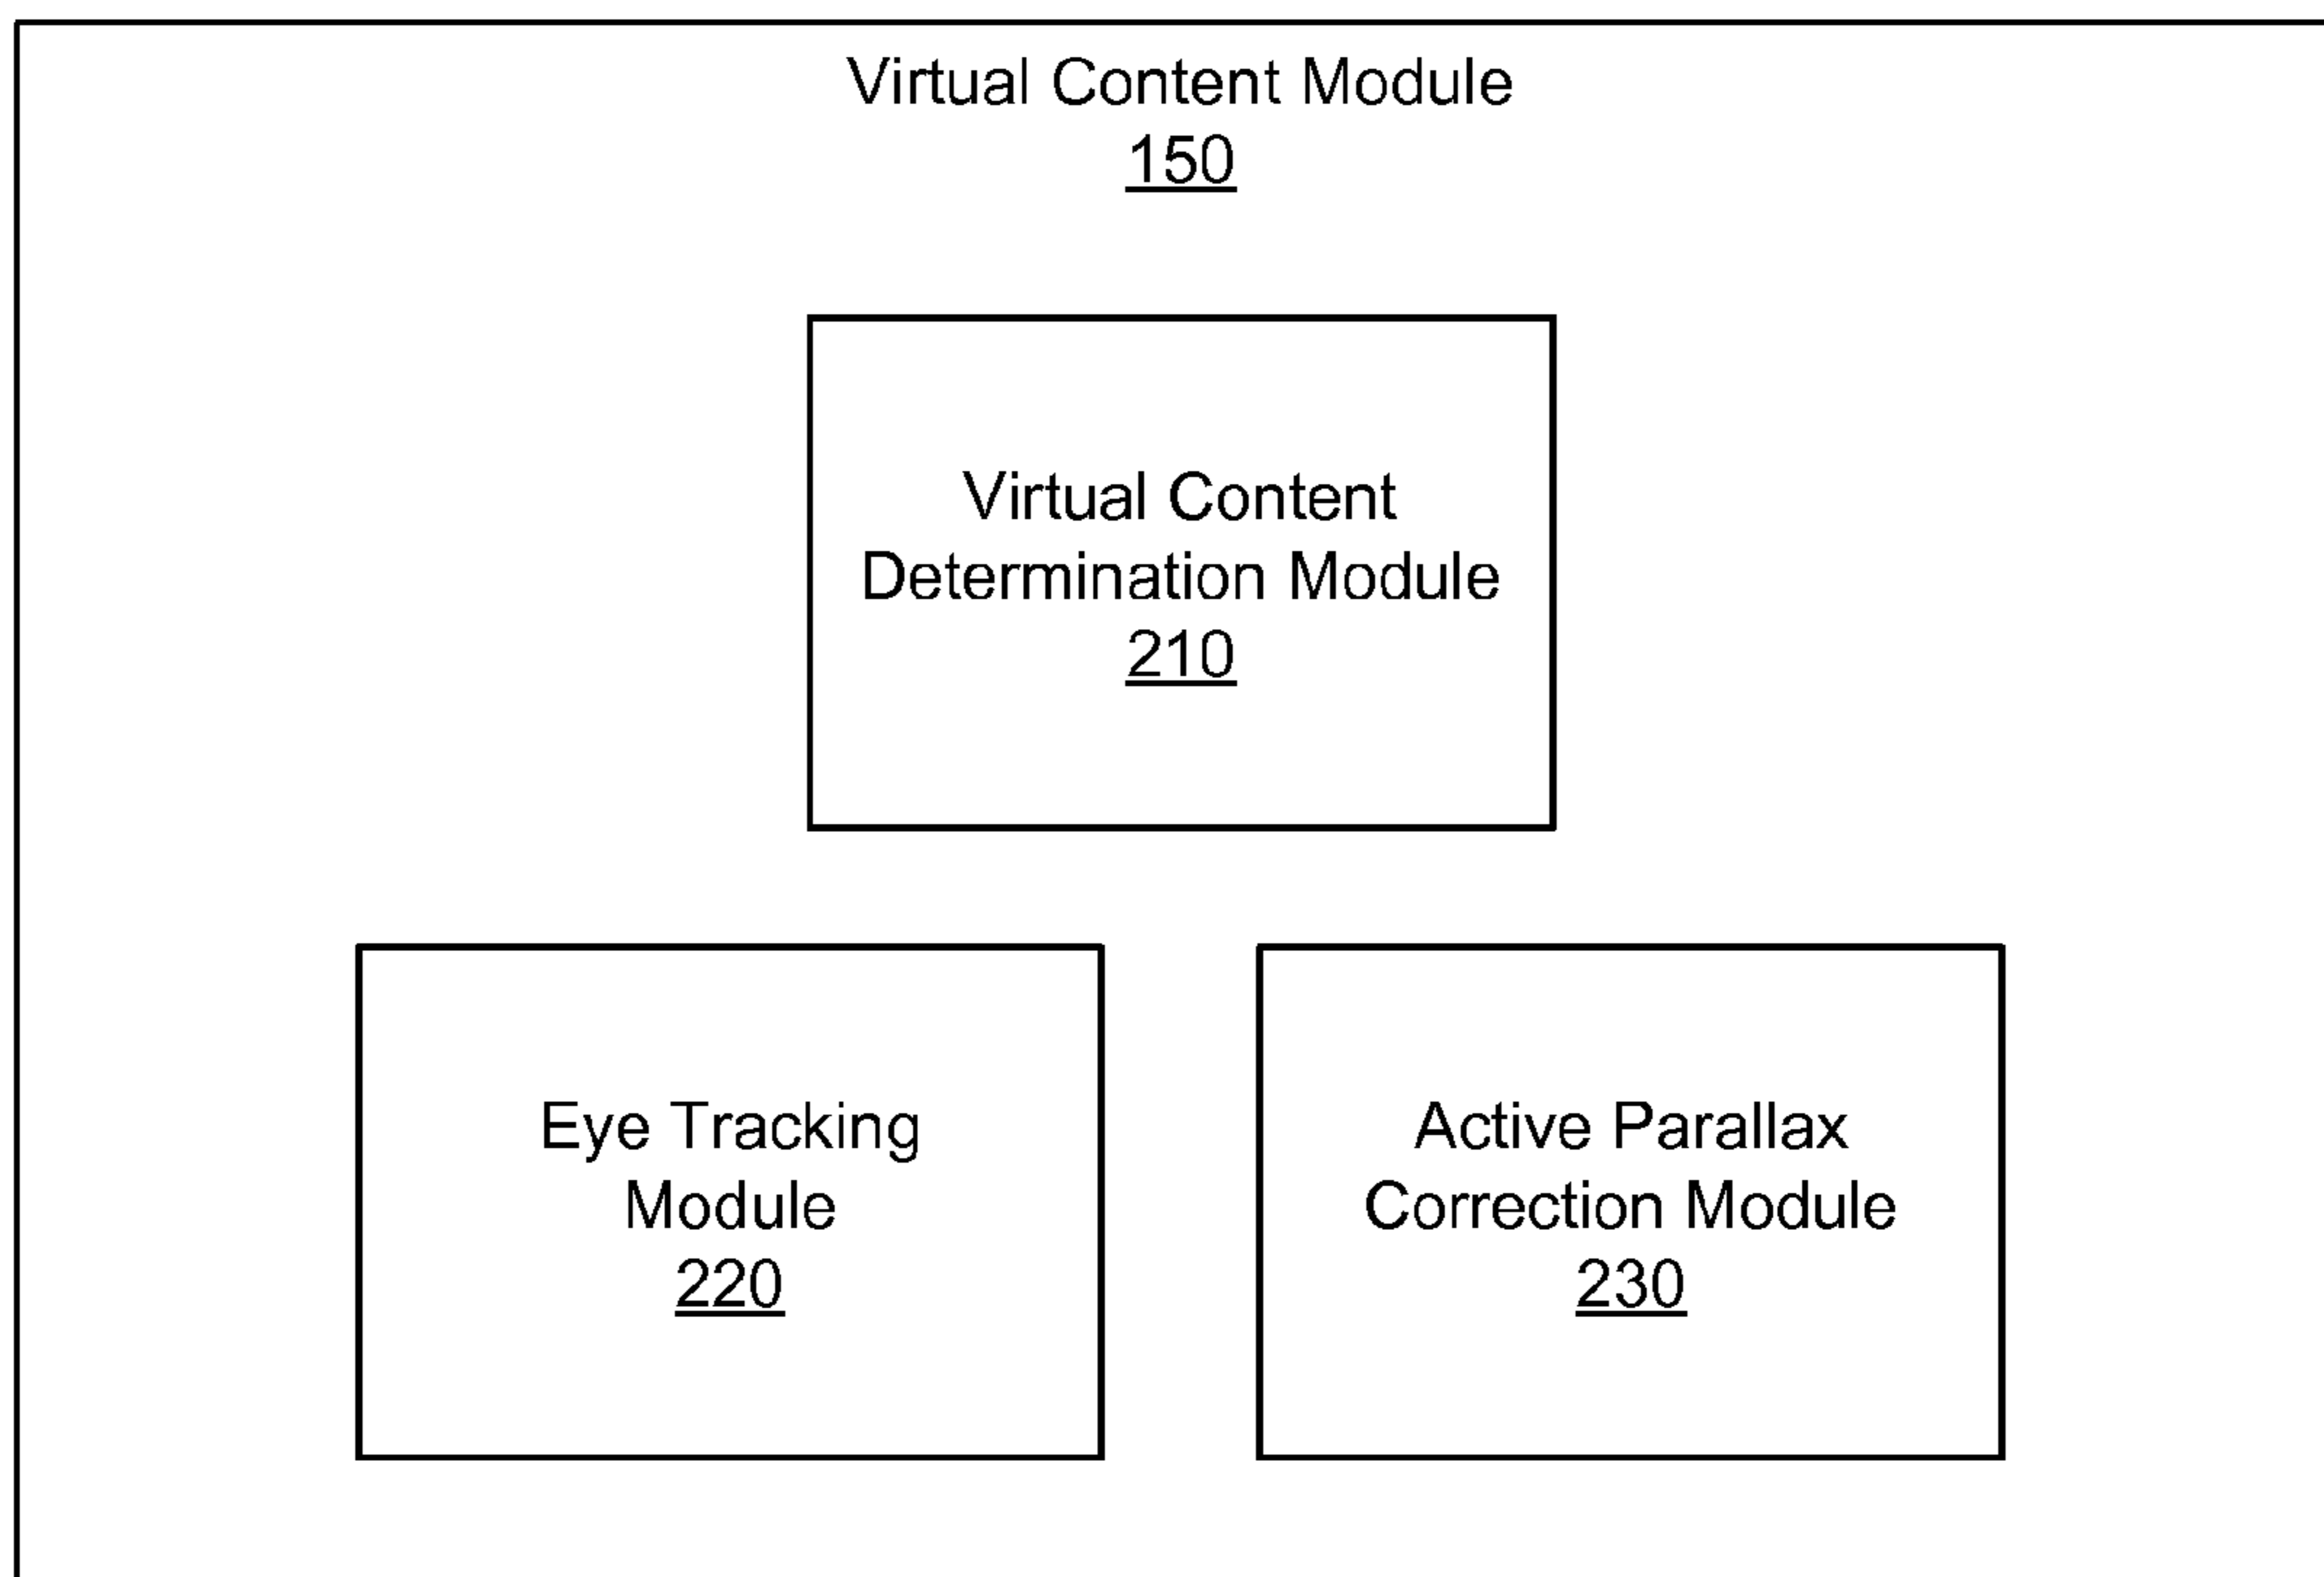 Virtual Content Module
150
Virtual Content
Determination Module
210
Eye Tracking
Module
220
Active Parallax
Correction Module
230